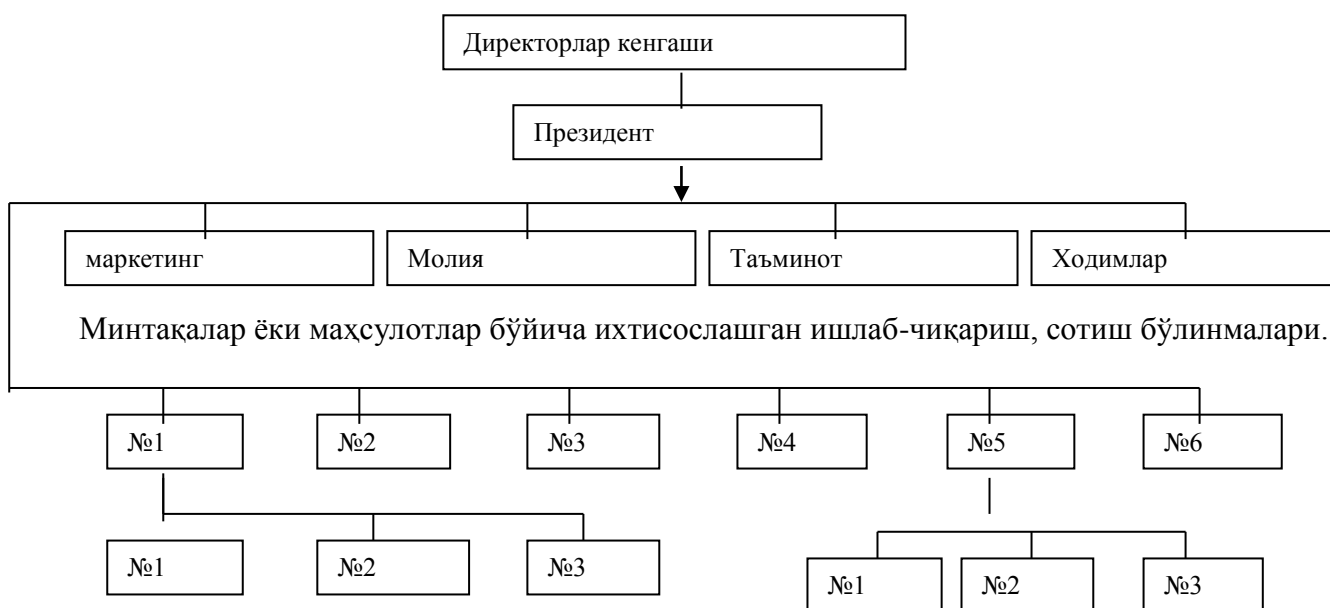 Директорлар кенгаши
Президент
маркетинг
Молия
Таъминот
Ходимлар
Минтақалар ёки маҳсулотлар бўйича ихтисослашган ишлаб-чиқариш, сотиш бўлинмалари.
№1
№2
№3
№4
№5
№6
№1
№2
№3
№1
№2
№3